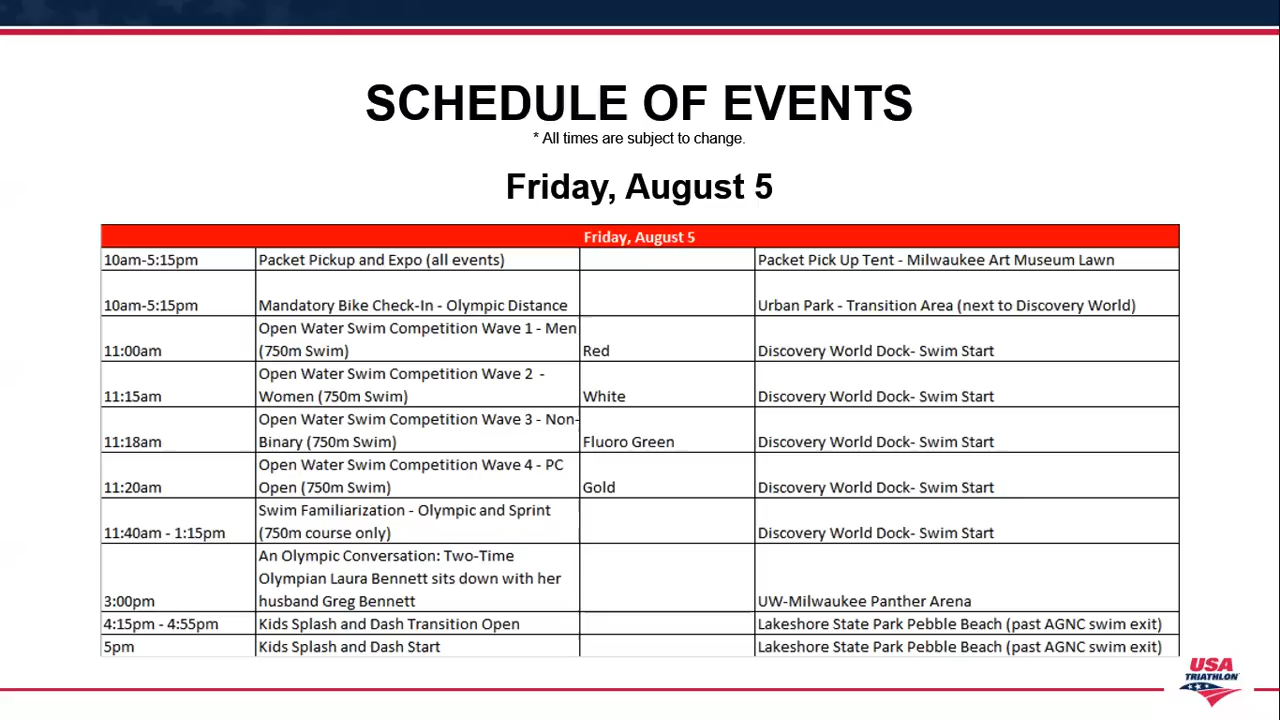 SCHEDULE OF EVENTS
* All times are subject to change.
Friday, August 5
Friday, August 5
10am-5:15pm Packet Pickup and Expo (all events) Packet Pick Up Tent - Milwaukee Art Museum Lawn
10am-5:15pm Mandatory Bike Check-In - Olympic Distance Urban Park - Transition Area (next to Discovery World)
Open Water Swim Competition Wave 1 - Men
11:00am (750m Swim) Red Discovery World Dock- Swim Start
Open Water Swim Competition Wave 2 -
11:15am Women (750m Swim) White Discovery World Dock- Swim Start
Open Water Swim Competition Wave 3 - Non-
11:18am Binary (750m Swim) Fluoro Green Discovery World Dock- Swim Start
Open Water Swim Competition Wave 4 - PC
11:20am Open (750m Swim) Gold Discovery World Dock- Swim Start
Swim Familiarization - Olympic and Sprint
11:40am - 1:15pm (750m course only) Discovery World Dock- Swim Start
An Olympic Conversation: Two-Time
Olympian Laura Bennett sits down with her
3:00pm husband Greg Bennett UW-Milwaukee Panther Arena
4:15pm - 4:55pm Kids Splash and Dash Transition Open Lakeshore State Park Pebble Beach (past AGNC swim exit)
5pm Kids Splash and Dash Start Lakeshore State Park Pebble Beach (past AGNC swim exit)
USA
TRIATHLON